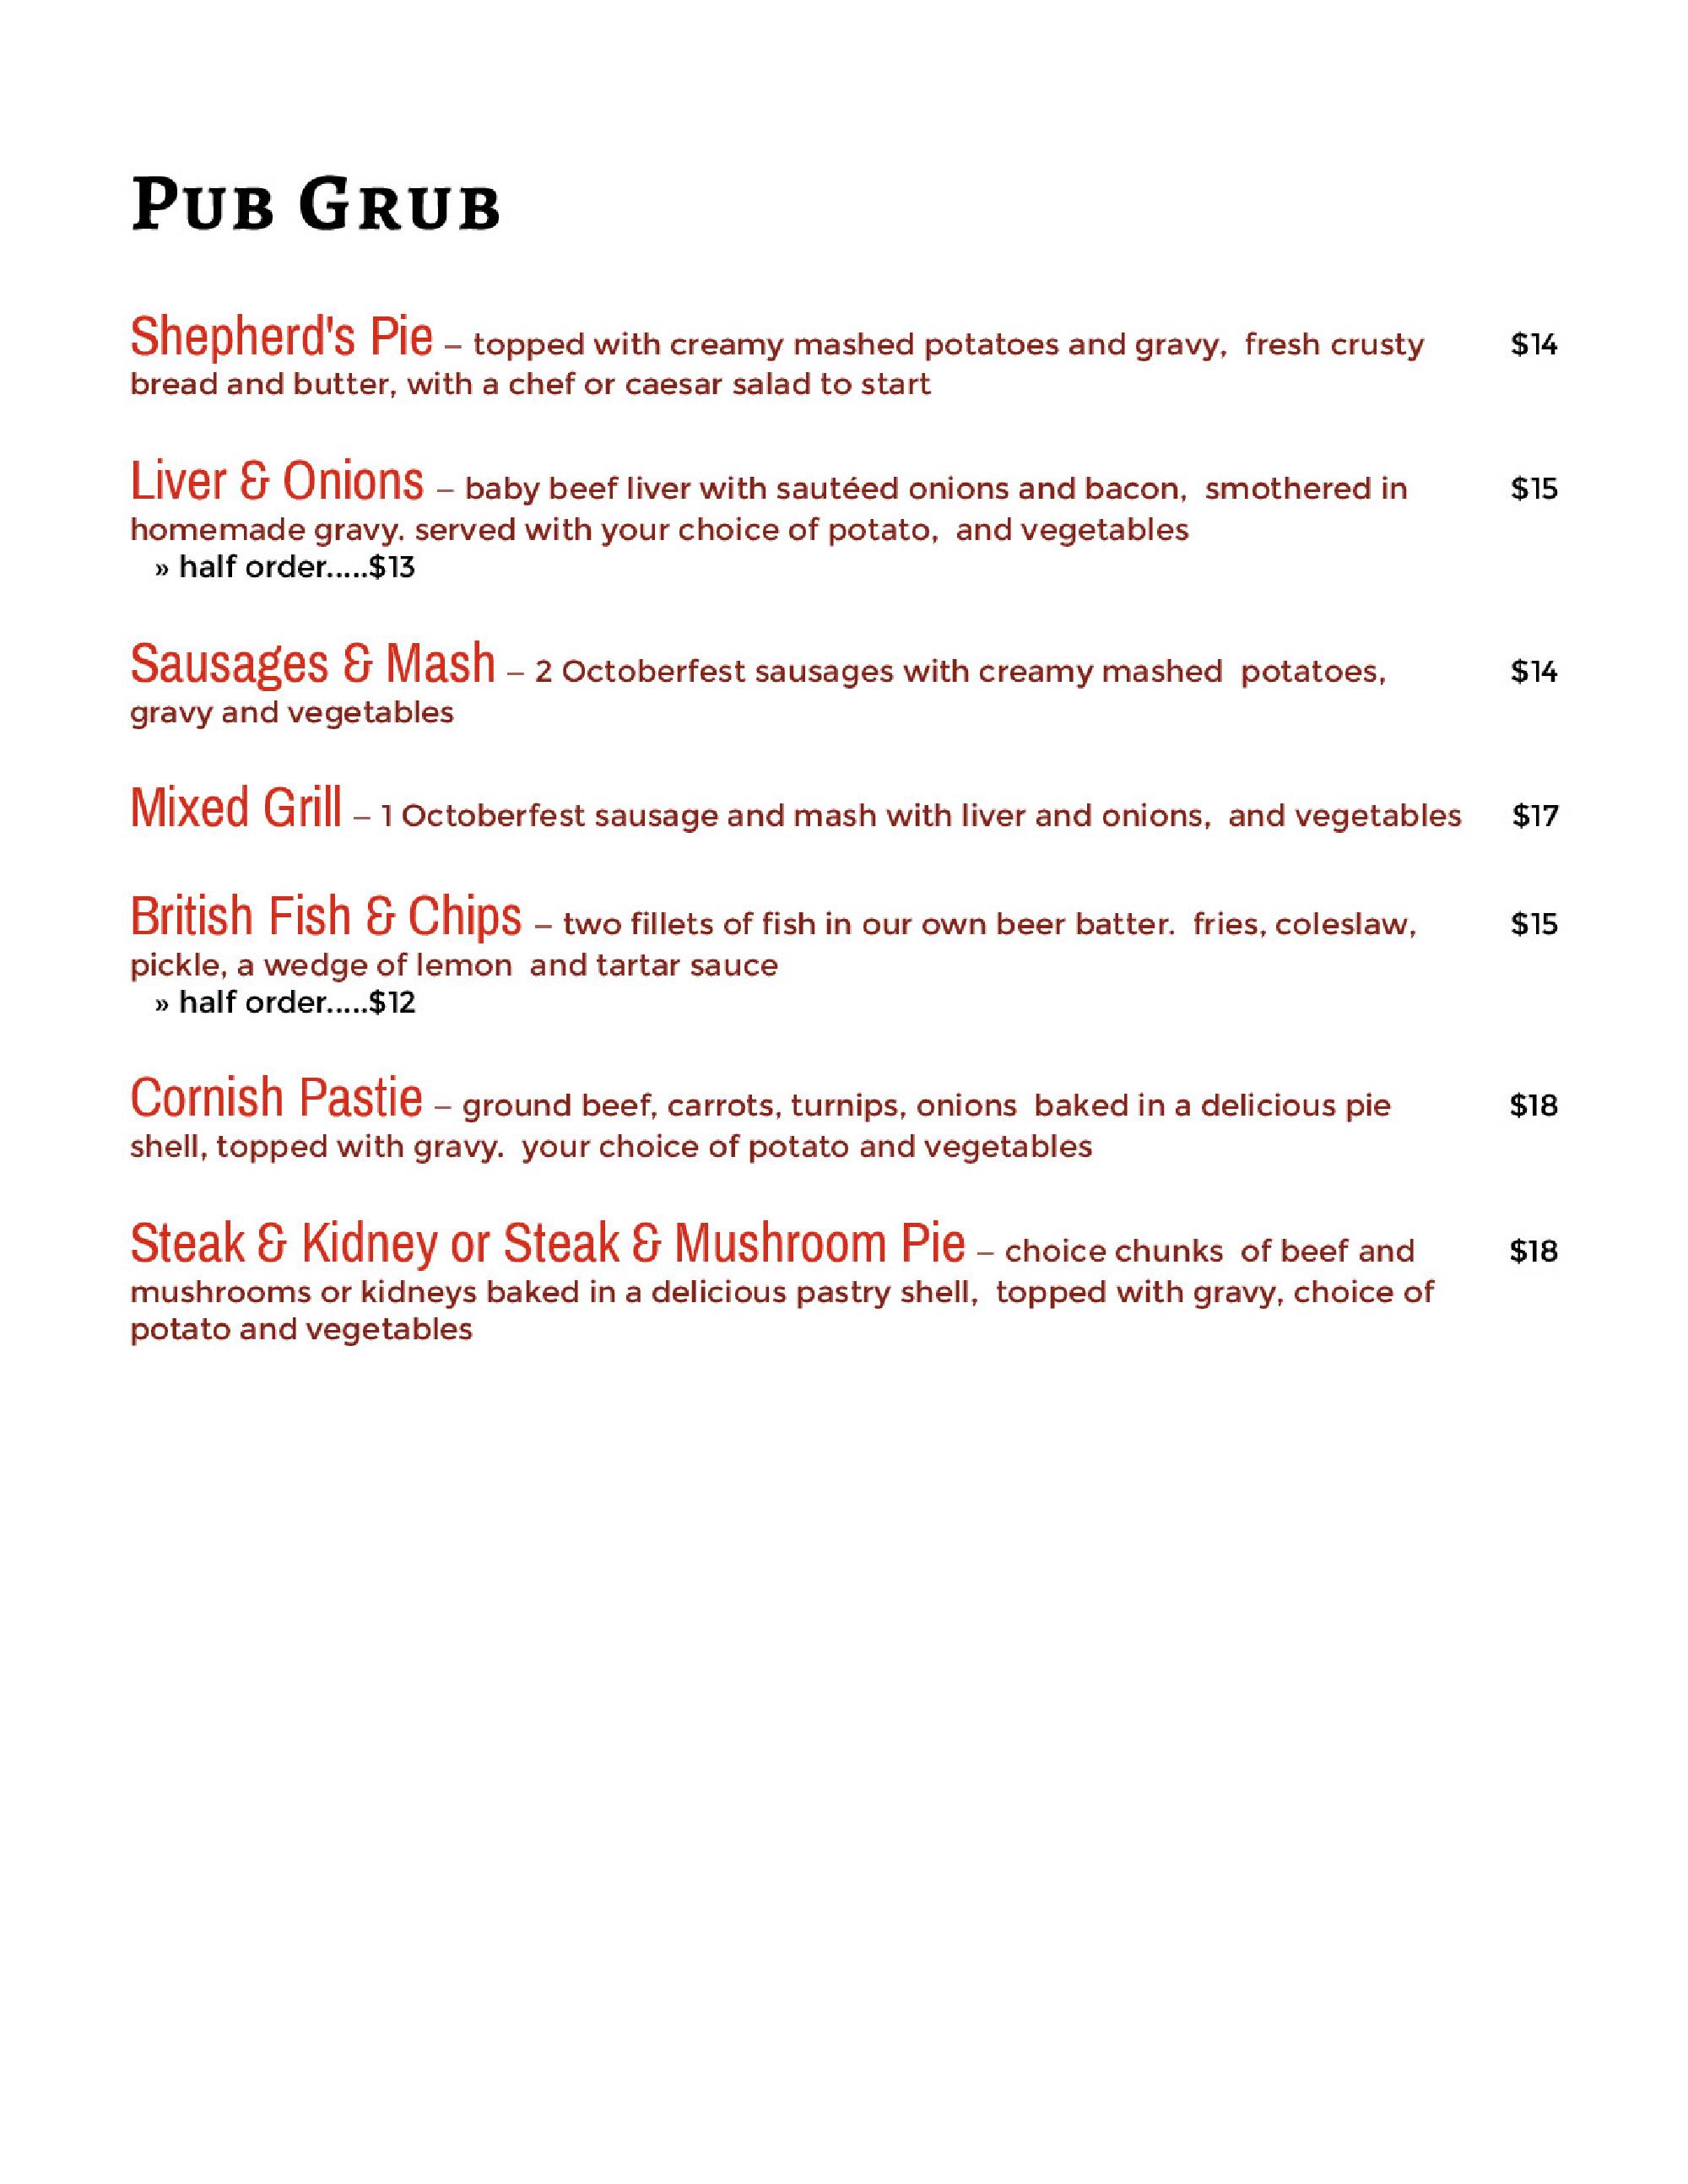 PUB GRUB
Shepherd's Pie – topped with creamy mashed potatoes and gravy, fresh crusty $14
bread and butter, with a chef or caesar salad to start
Liver & Onions – baby beef liver with sautéed onions and bacon, smothered in $15
homemade gravy. served with your choice of potato, and vegetables
» half order.....$13
Sausages & Mash – 2 Octoberfest sausages with creamy mashed potatoes, $14
gravy and vegetables
Mixed Grill – 1 Octoberfest sausage and mash with liver and onions, and vegetables $17
British Fish & Chips – two fillets of fish in our own beer batter. fries, coleslaw, $15
pickle, a wedge of lemon and tartar sauce
» half order.....$12
Cornish Pastie – ground beef, carrots, turnips, onions baked in a delicious pie $18
shell, topped with gravy. your choice of potato and vegetables
Steak & Kidney or Steak & Mushroom Pie – choice chunks of beef and $18
mushrooms or kidneys baked in a delicious pastry shell, topped with gravy, choice of
potato and vegetables